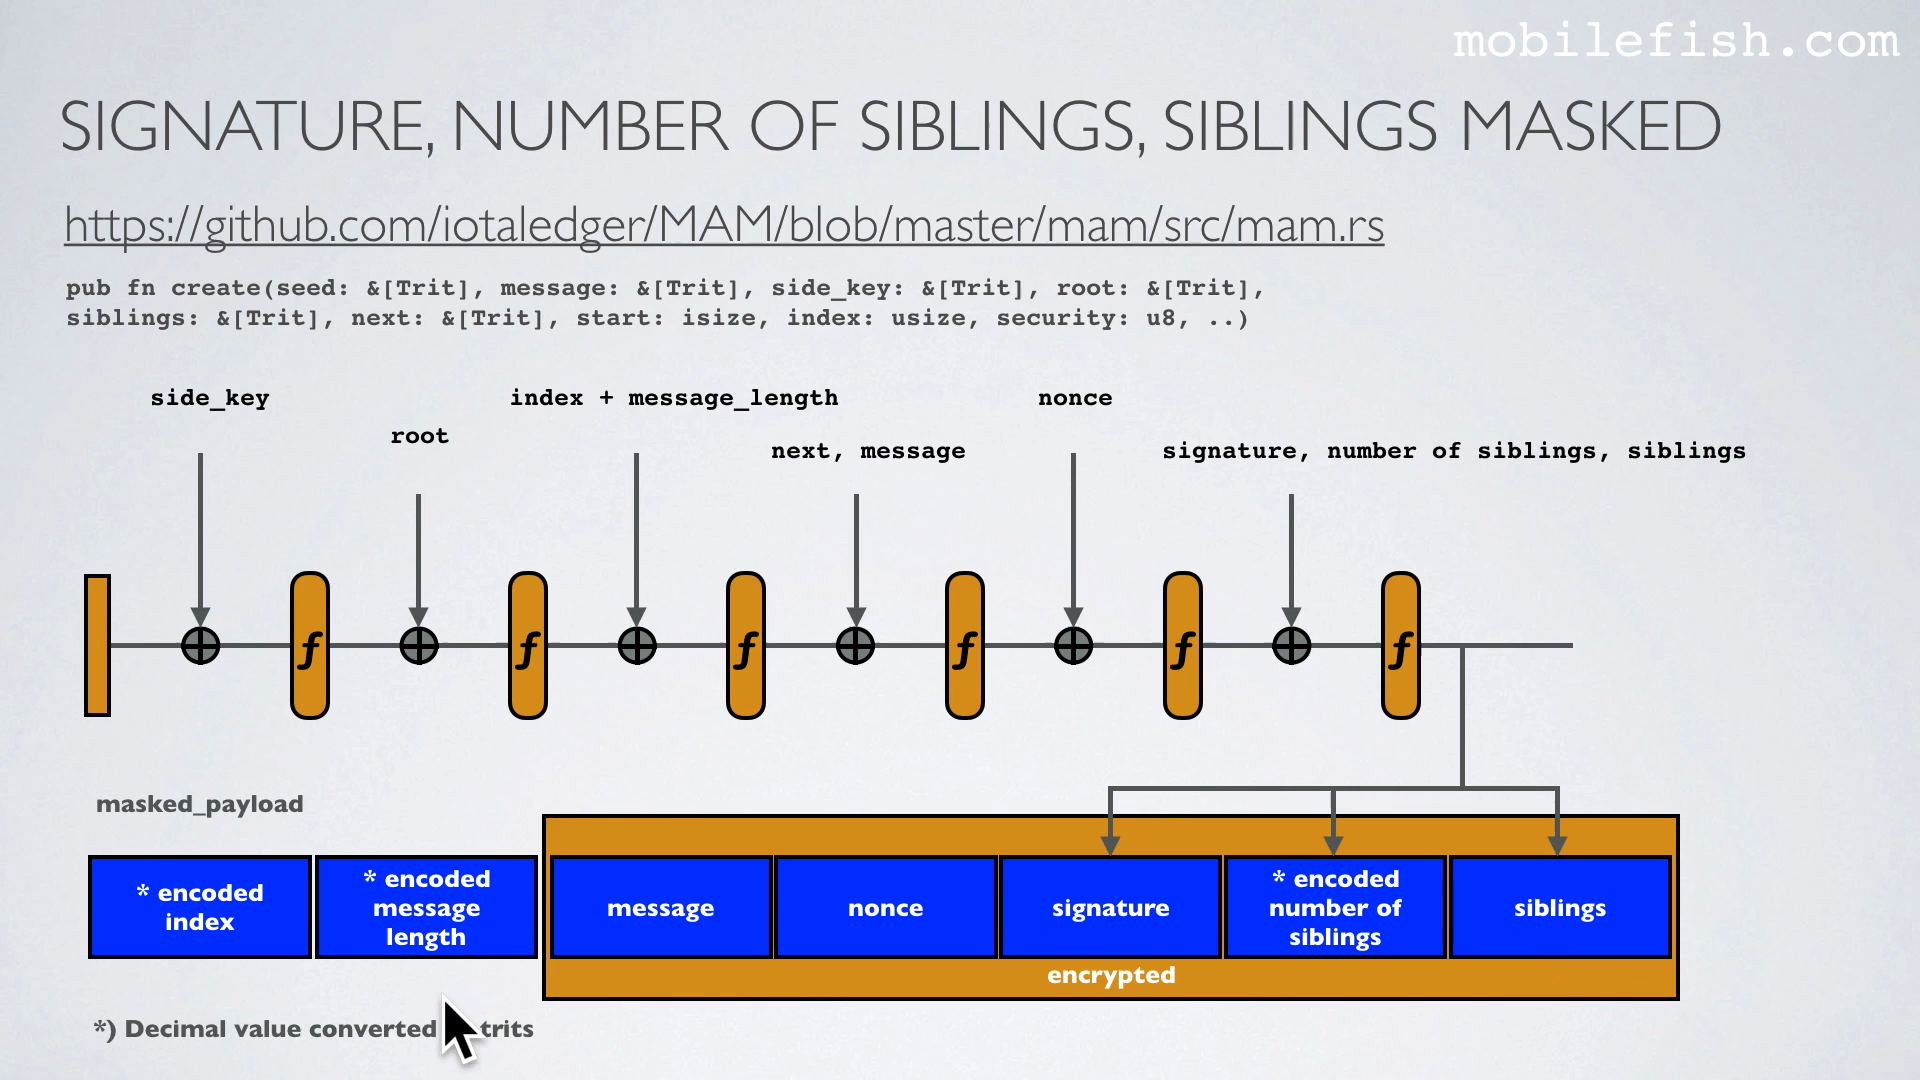 mobilefish.com
SIGNATURE, NUMBER OF SIBLINGS, SIBLINGS MASKED
https://github.com/iotaledger/MAM/blob/master/mam/src/mam.rs
pub fn create(seed: &[Trit], message: &[Trit], side_key: &[Trit], root: &[Trit],
siblings: &[Trit], next: &[Trit], start: isize, index: usize, security: u8, ..)
side_key
index + message_length
nonce
root
next, message
signature, number of siblings, siblings
f
f
f
f
f
f
masked_payload
* encoded
index
* encoded
message
length
message
nonce
signature
* encoded
number of
siblings
siblings
encrypted
*) Decimal value converted trits